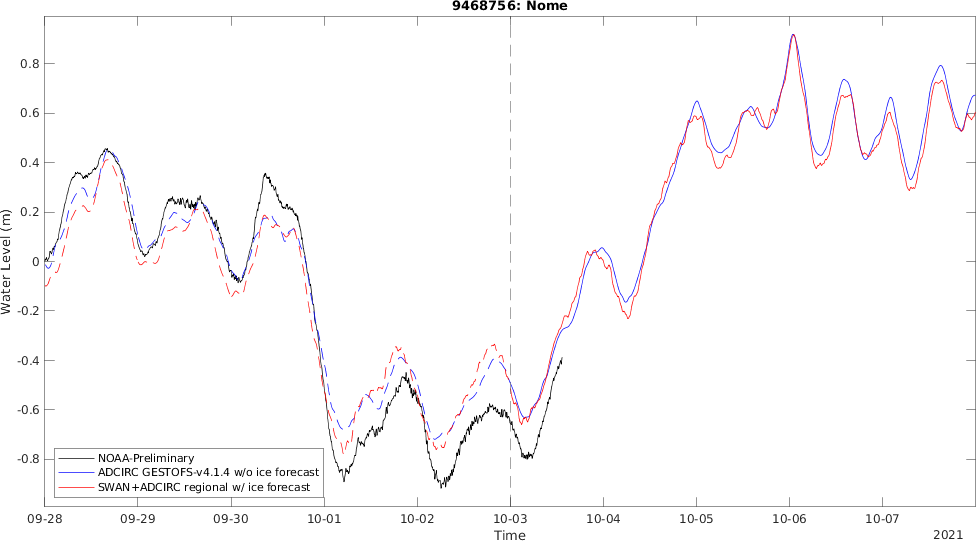 9468756: Nome
0.8
0.6
0.4
0.2
0
-0.2
-0.4
-0.6
-0.8
Water Level (m)
NOAA-Preliminary
ADCIRC GESTOFS-v4.1.4 w/o ice forecast
SWAN+ADCIRC regional w/ ice forecast
09-28 09-29 09-30 10-01 10-02 10-03 10-04 10-05 10-06 10-07
Time
2021